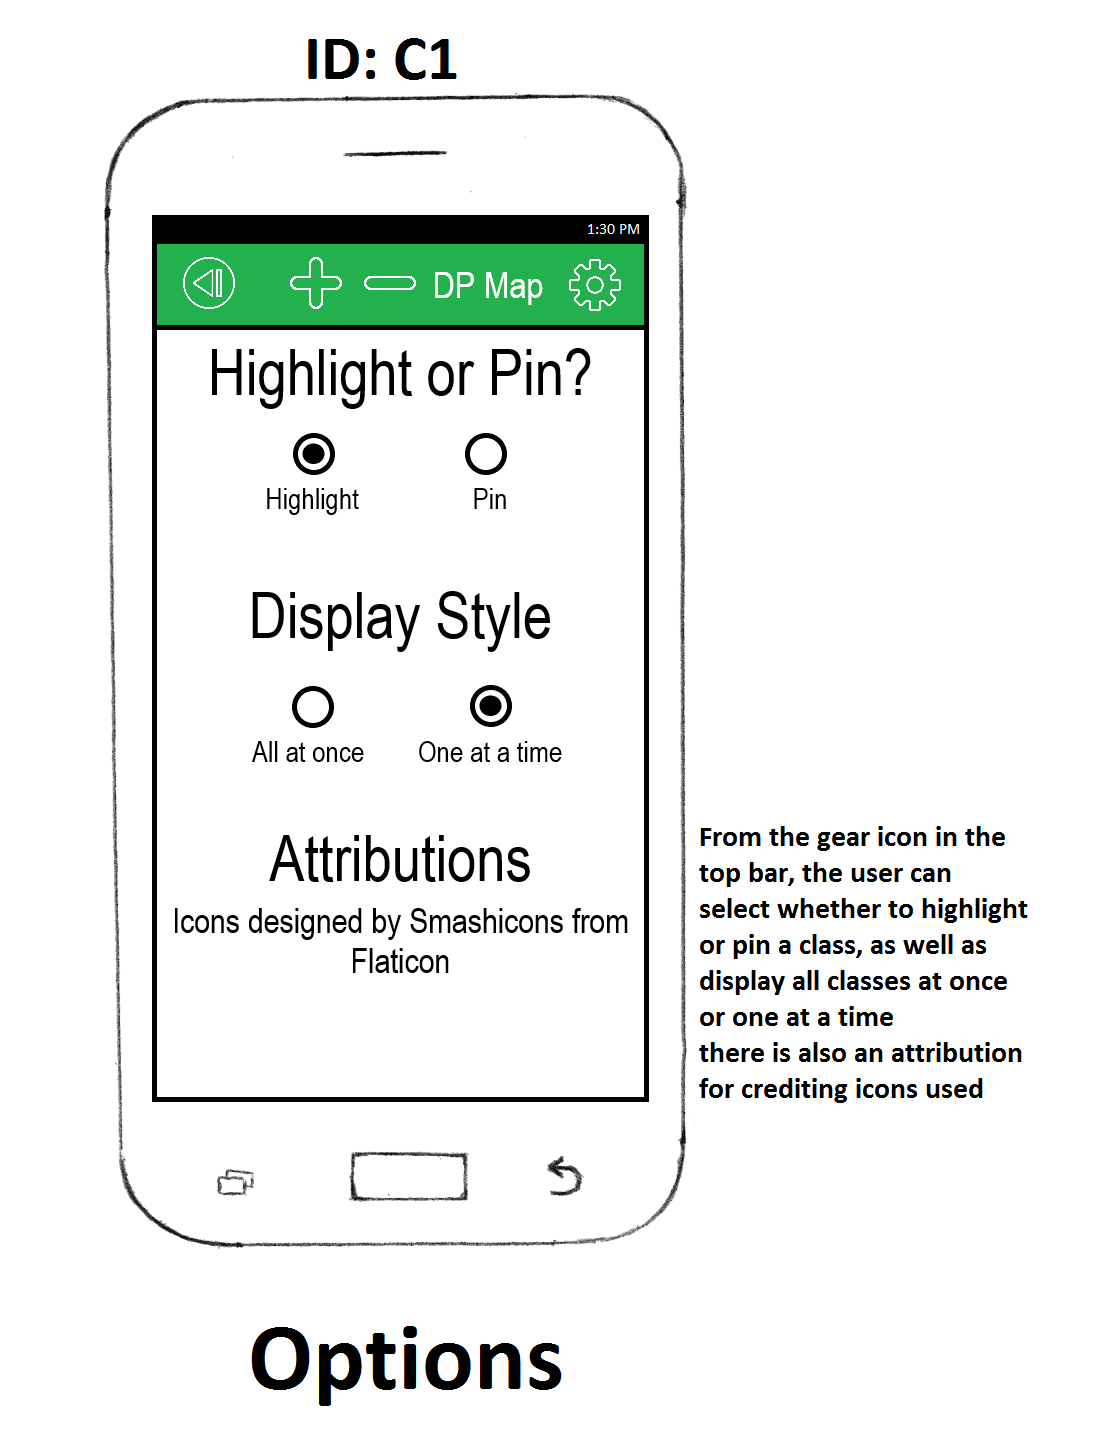 ID: C1
1:30 PM
DP Map
Highlight or Pin?
Highlight Pin
Display Style
All at once One at a time
Attributions
Icons designed by Smashicons from
Flaticon
From the gear icon in the
top bar, the user can
select whether to highlight
or pin a class, as well as
display all classes at once
or one at a time
there is also an attribution
for crediting icons used
Options